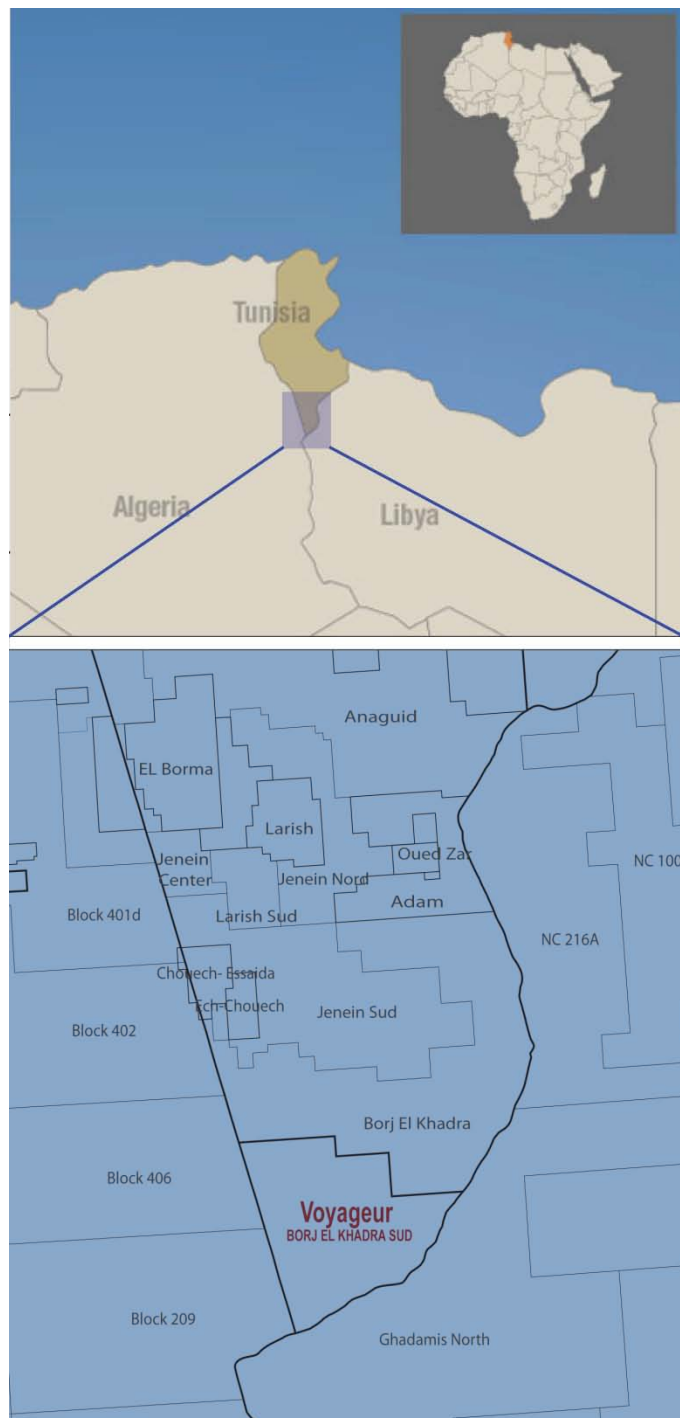 Tunisia
Algeria
Libya
Anaguid
EL Borma
Larish
Oued Zar
NC 100
Jenein
Center
Jenein Nord
Adam
Block 401d
Larish Sud
NC 216A
Chouech- Essaida
Ech-Chouech
Jenein Sud
Block 402
Borj El Khadra
Block 406
Voyageur
BORJ EL KHADRA SUD
Block 209
Ghadamis North